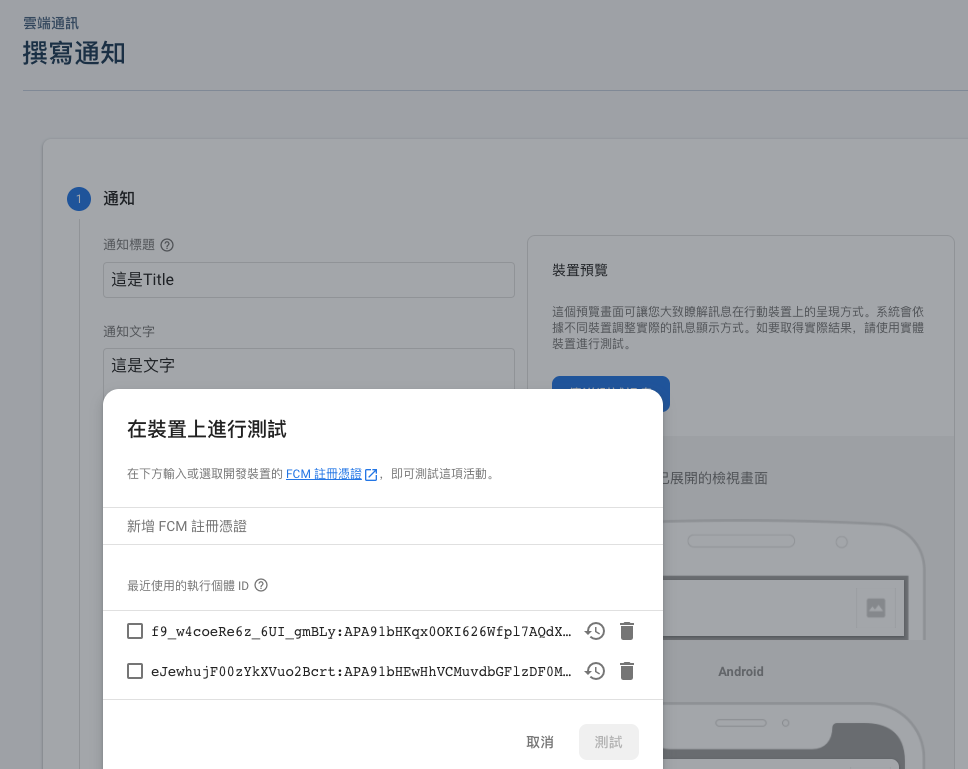 雲端通訊
撰寫通知
1 通知
通知標題
這是Title
通知文字
這是文字
裝置預覽
這個預覽畫面可讓您大致瞭解訊息在行動裝置上的呈現方式。系統會依
據不同裝置調整實際的訊息顯示方式。如要取得實際結果，請使用實體
裝置進行測試。
在裝置上進行測試
在下方輸入或選取開發裝置的 FCM 註冊憑證，即可測試這項活動。
新增 FCM 註冊憑證
最近使用的執行個體 ID
f9_w4coeRe6z_6UI_gmBLy:APA91bHKqx0OKI626Wfpl7AQdX…
eJewhujF00zYkXVuo2Bcrt:APA91bHEwHhVCMuvdbGFlzDF0M…
取消
測試
展開的檢視畫面
Android